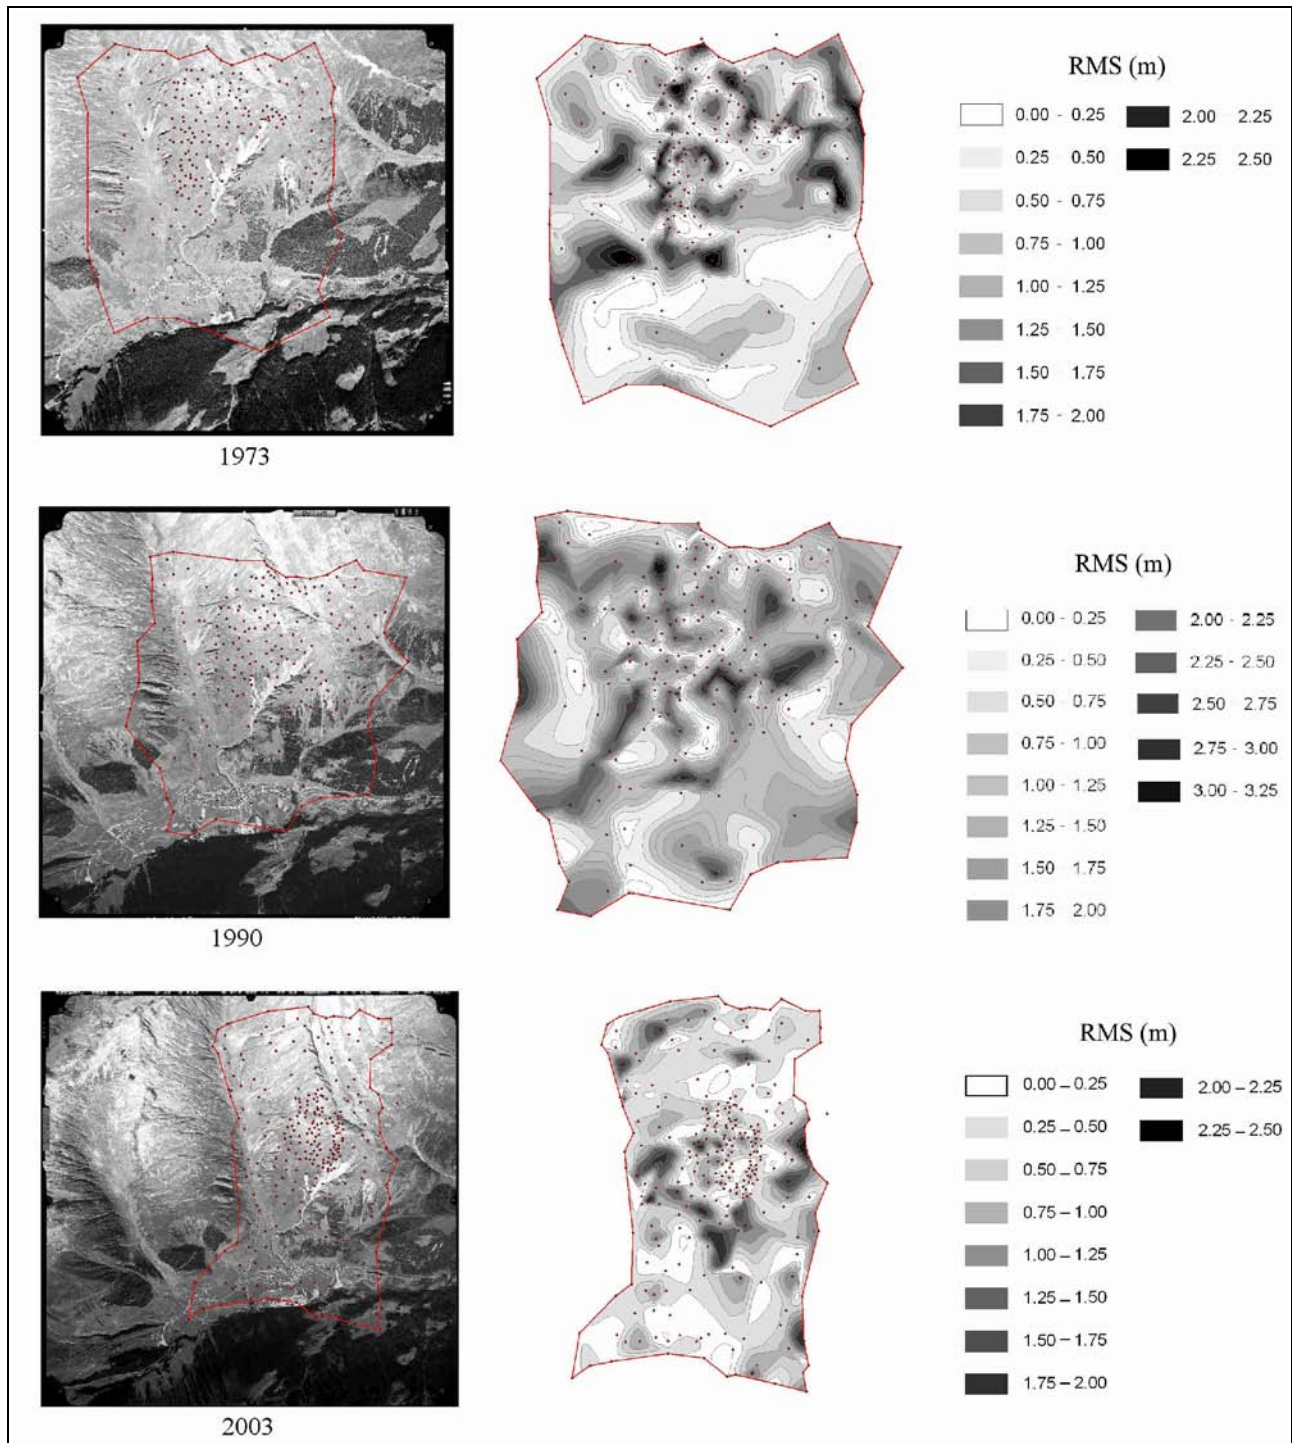 RMS (m)
0.00 - 0.25
0.25 - 0.50
0.50 - 0.75
0.75 - 1.00
1.00 - 1.25
1.25 - 1.50
1.50 - 1.75
1.75 - 2.00
2.00 - 2.25
2.25 - 2.50
1973
RMS (m)
0.00 - 0.25
0.25 - 0.50
0.50 - 0.75
0.75 - 1.00
1.00 - 1.25
1.25 - 1.50
1.50 1.75
1.75 2.00
2.00 - 2.25
2.25 - 2.50
2.50 2.75
2.75 - 3.00
3.00 - 3.25
1990
RMS (m)
0.00 – 0.25
0.25 – 0.50
0.50 – 0.75
0.75 – 1.00
1.00 – 1.25
1.25 – 1.50
1.50 – 1.75
1.75 – 2.00
2.00 – 2.25
2.25 – 2.50
2003